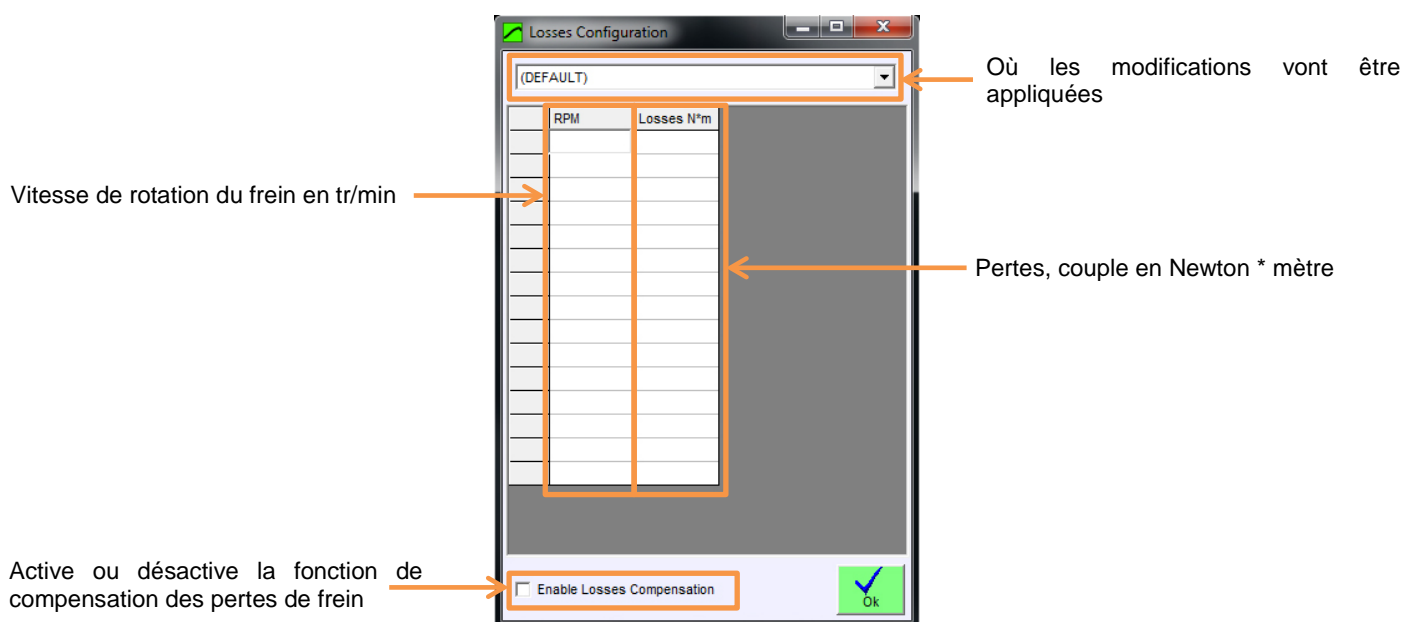 Losses Configuration
(DEFAULT)
Où les modifications vont être
appliquées
RPM Losses N*m
Vitesse de rotation du frein en tr/min
Pertes, couple en Newton * mètre
Active ou désactive la fonction de
compensation des pertes de frein
Enable Losses Compensation
Ok